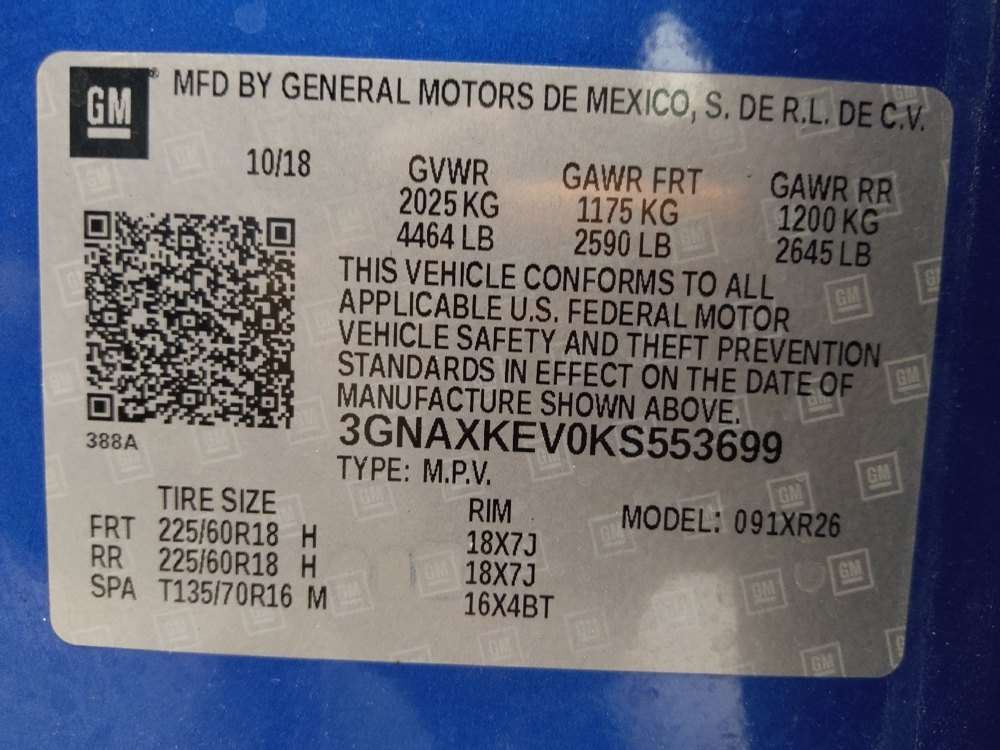 GM® MFD BY GENERAL MOTORS DE MEXICO, S. DE R.L. DE C.V.
10/18 GVWR GAWR FRT GAWR RR
2025 KG 1175 KG 1200 KG
4464 LB 2590 LB 2645 LB
THIS VEHICLE CONFORMS TO ALL
APPLICABLE U.S. FEDERAL MOTOR
VEHICLE SAFETY AND THEFT PREVENTION
STANDARDS IN EFFECT ON THE DATE OF
MANUFACTURE SHOWN ABOVE.
388A
3GNAXKEV0KS553699
TYPE: M.P.V.
TIRE SIZE RIM MODEL: 091XR26
FRT 225/60R18 H 18X7J
RR 225/60R18 H 18X7J
SPA T135/70R16 M 16X4BT